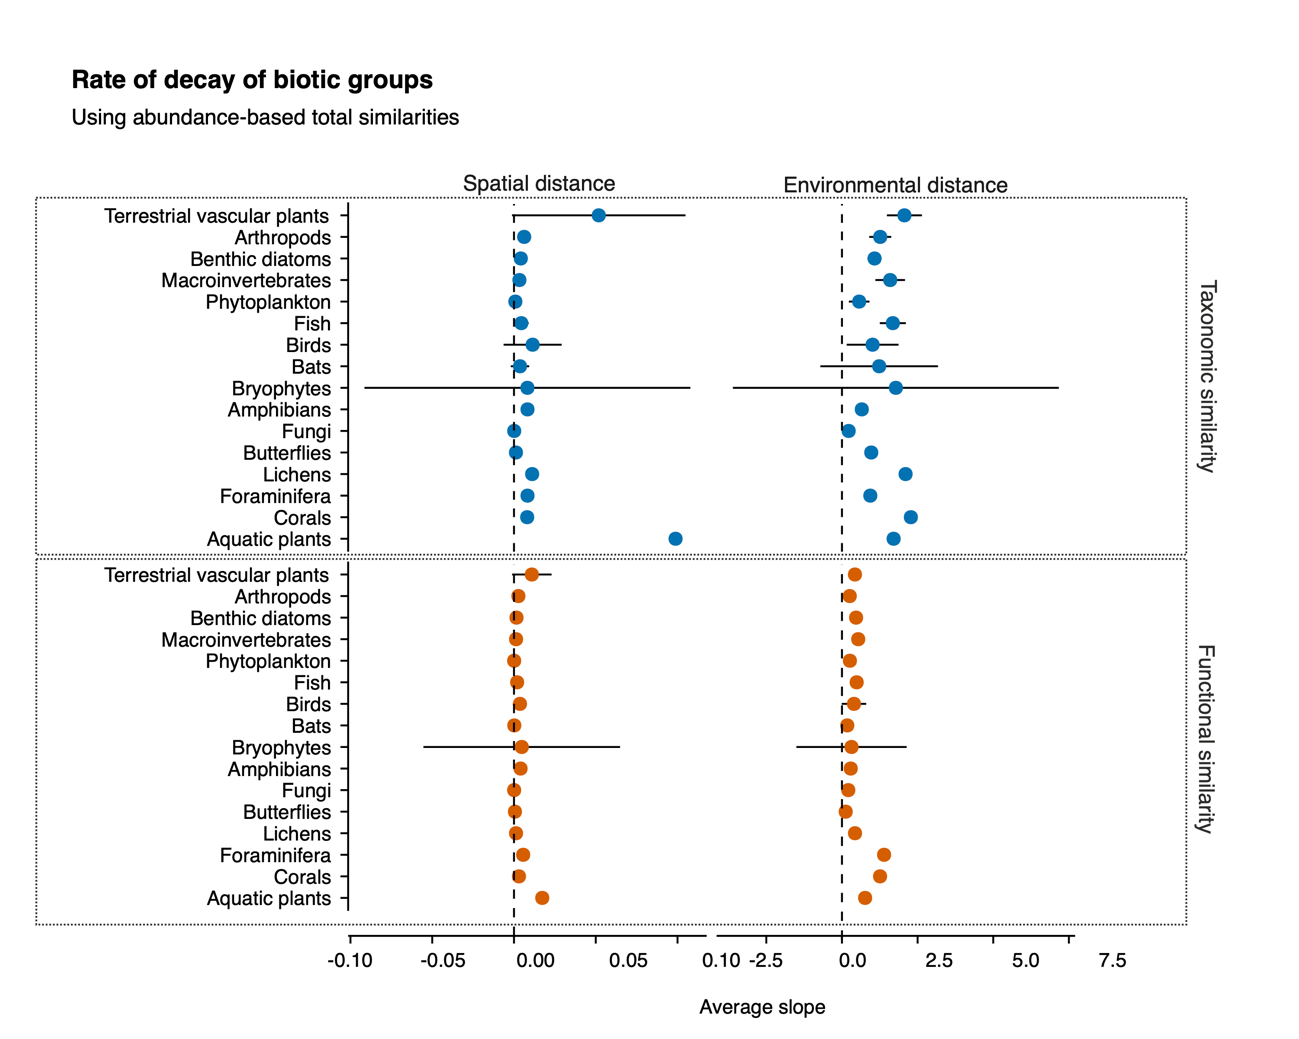 Rate of decay of biotic groups
Using abundance-based total similarities
Spatial distance
Environmental distance
Terrestrial vascular plants
Arthropods
Benthic diatoms
Macroinvertebrates
Phytoplankton
Fish
Birds
Bats
Bryophytes
Amphibians
Fungi
Butterflies
Lichens
Foraminifera
Corals
Aquatic plants
Taxonomic similarity
Terrestrial vascular plants
Arthropods
Benthic diatoms
Macroinvertebrates
Phytoplankton
Fish
Birds
Bats
Bryophytes
Amphibians
Fungi
Butterflies
Lichens
Foraminifera
Corals
Aquatic plants
Functional similarity
-0.10 -0.05 0.00 0.05 0.10 -2.5 0.0 2.5 5.0 7.5
Average slope